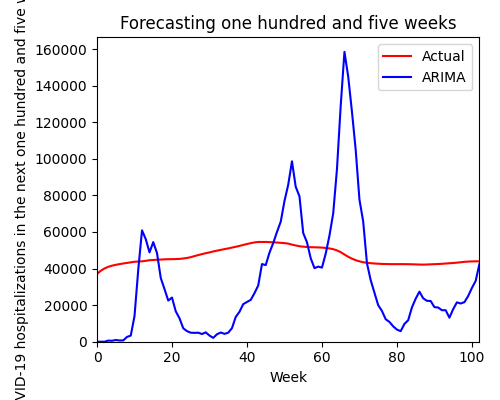 Forecasting one hundred and five weeks
VID-19 hospitalizations in the next one hundred and five
160000
140000
120000
100000
80000
60000
40000
20000
0
Actual
ARIMA
0 20 40 60 80 100
Week